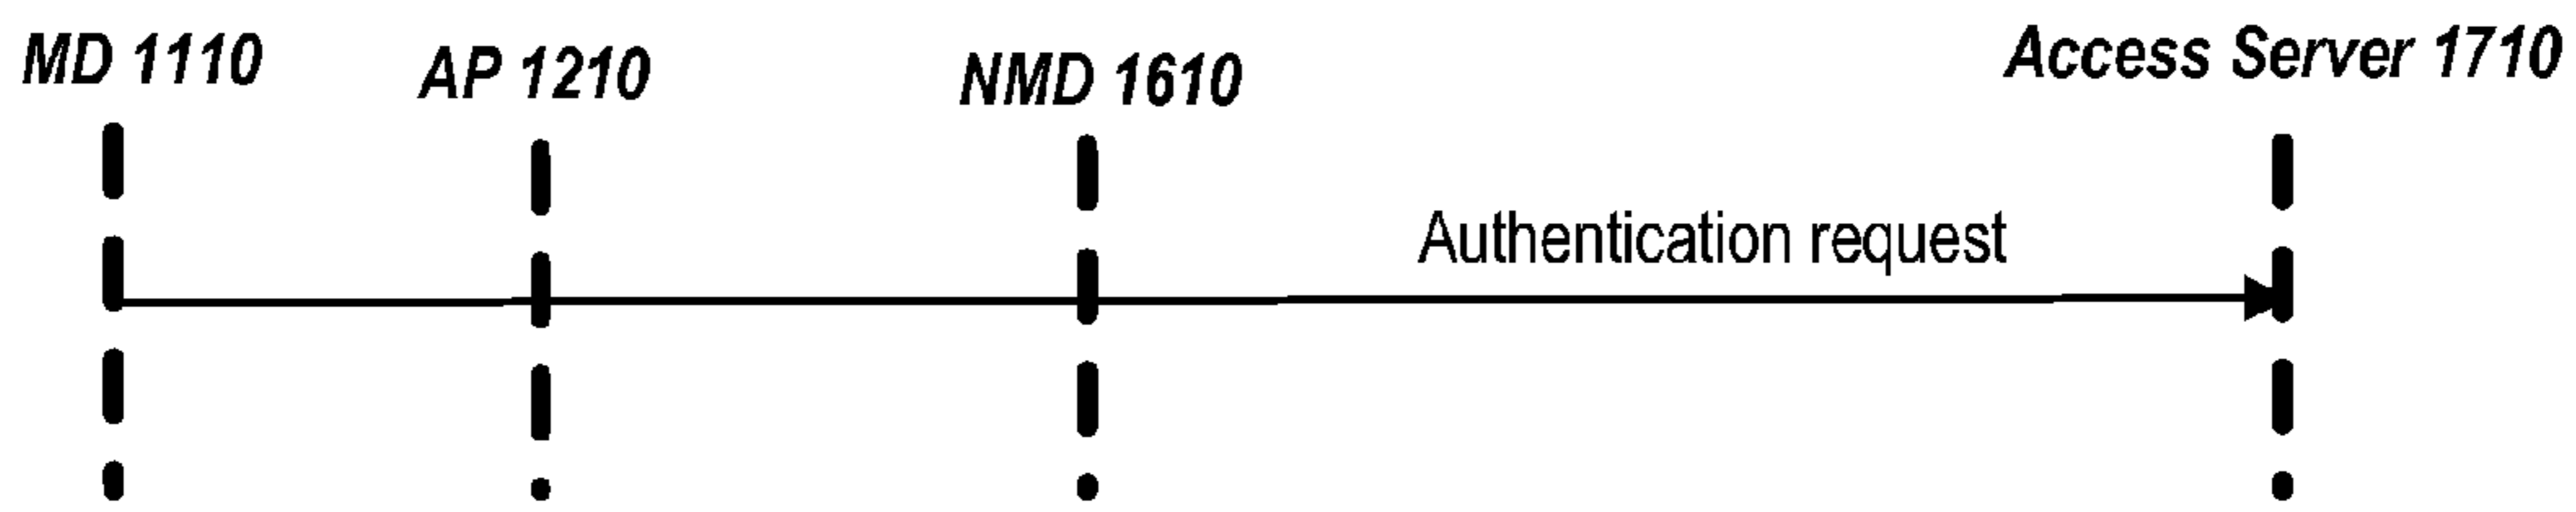 MD 1110
AP 1210
NMD 1610
Access Server 1710
Authentication request